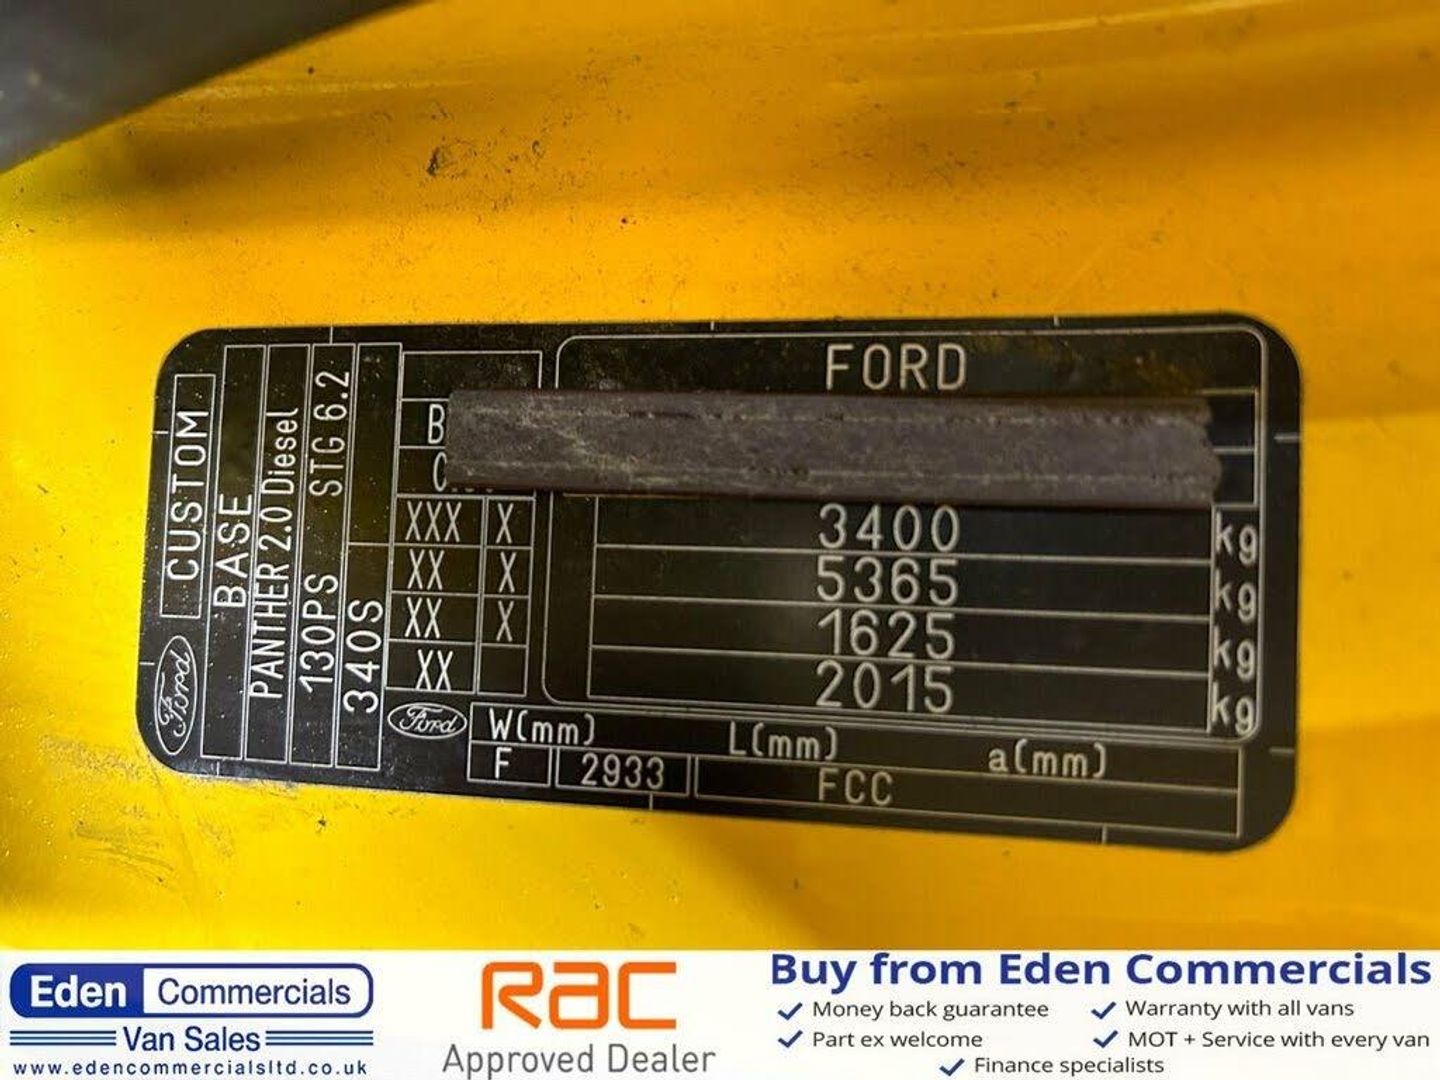 Ford
CUSTOM
BASE
PANTHER 2.0 Diesel
130PS STG 6.2
340S
B
XXX X
XX X
XX X
XX
Ford
FORD
3400 kg
5365 kg
1625 kg
2015 kg
W(mm) L(mm) a(mm)
F 2933 FCC
Eden Commercials
Van Sales
www.edencommercialsltd.co.uk
RAC
Approved Dealer
Buy from Eden Commercials
Money back guarantee
Warranty with all vans
Part ex welcome
MOT + Service with every van
Finance specialists